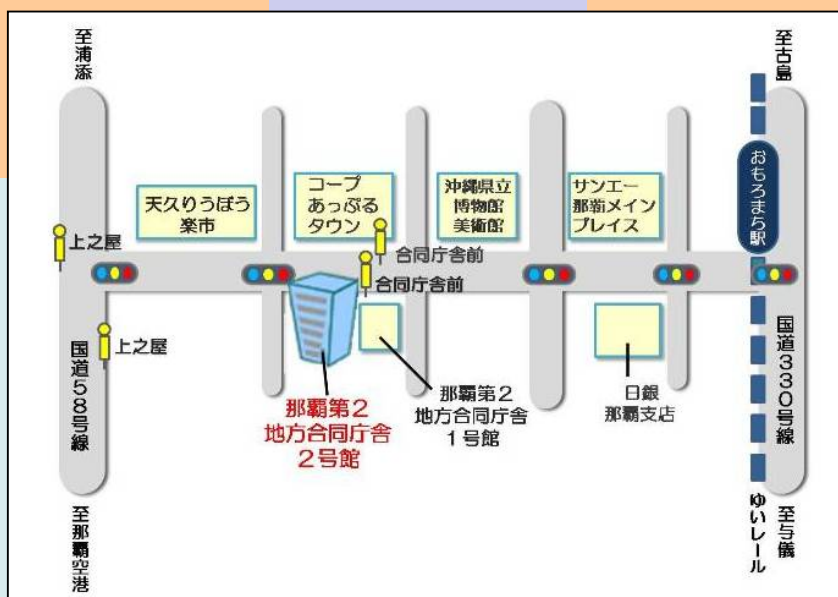 至浦添
至古島
おもろまち駅
天久りうぼう
楽市
コープ
あっぷる
タウン
沖縄県立
博物館
美術館
サンエー
那覇メイン
プレイス
上之屋
合同庁舎前
合同庁舎前
上之屋
国道58号線
国道330号線
那覇第2
地方合同庁舎
2号館
那覇第2
地方合同庁舎
1号館
日銀
那覇支店
至那覇空港
ゆいレール
至与儀